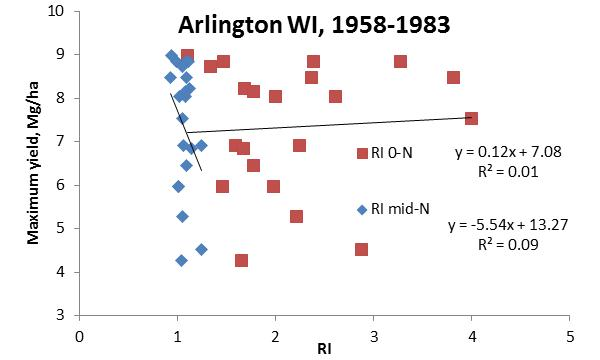 Arlington WI, 1958-1983
Maximum yield, Mg/ha
9
8
7
6
5
4
3
RI 0-N
y = 0.12x + 7.08
R² = 0.01
RI mid-N
y = -5.54x + 13.27
R² = 0.09
0
1
2
3
4
5
RI